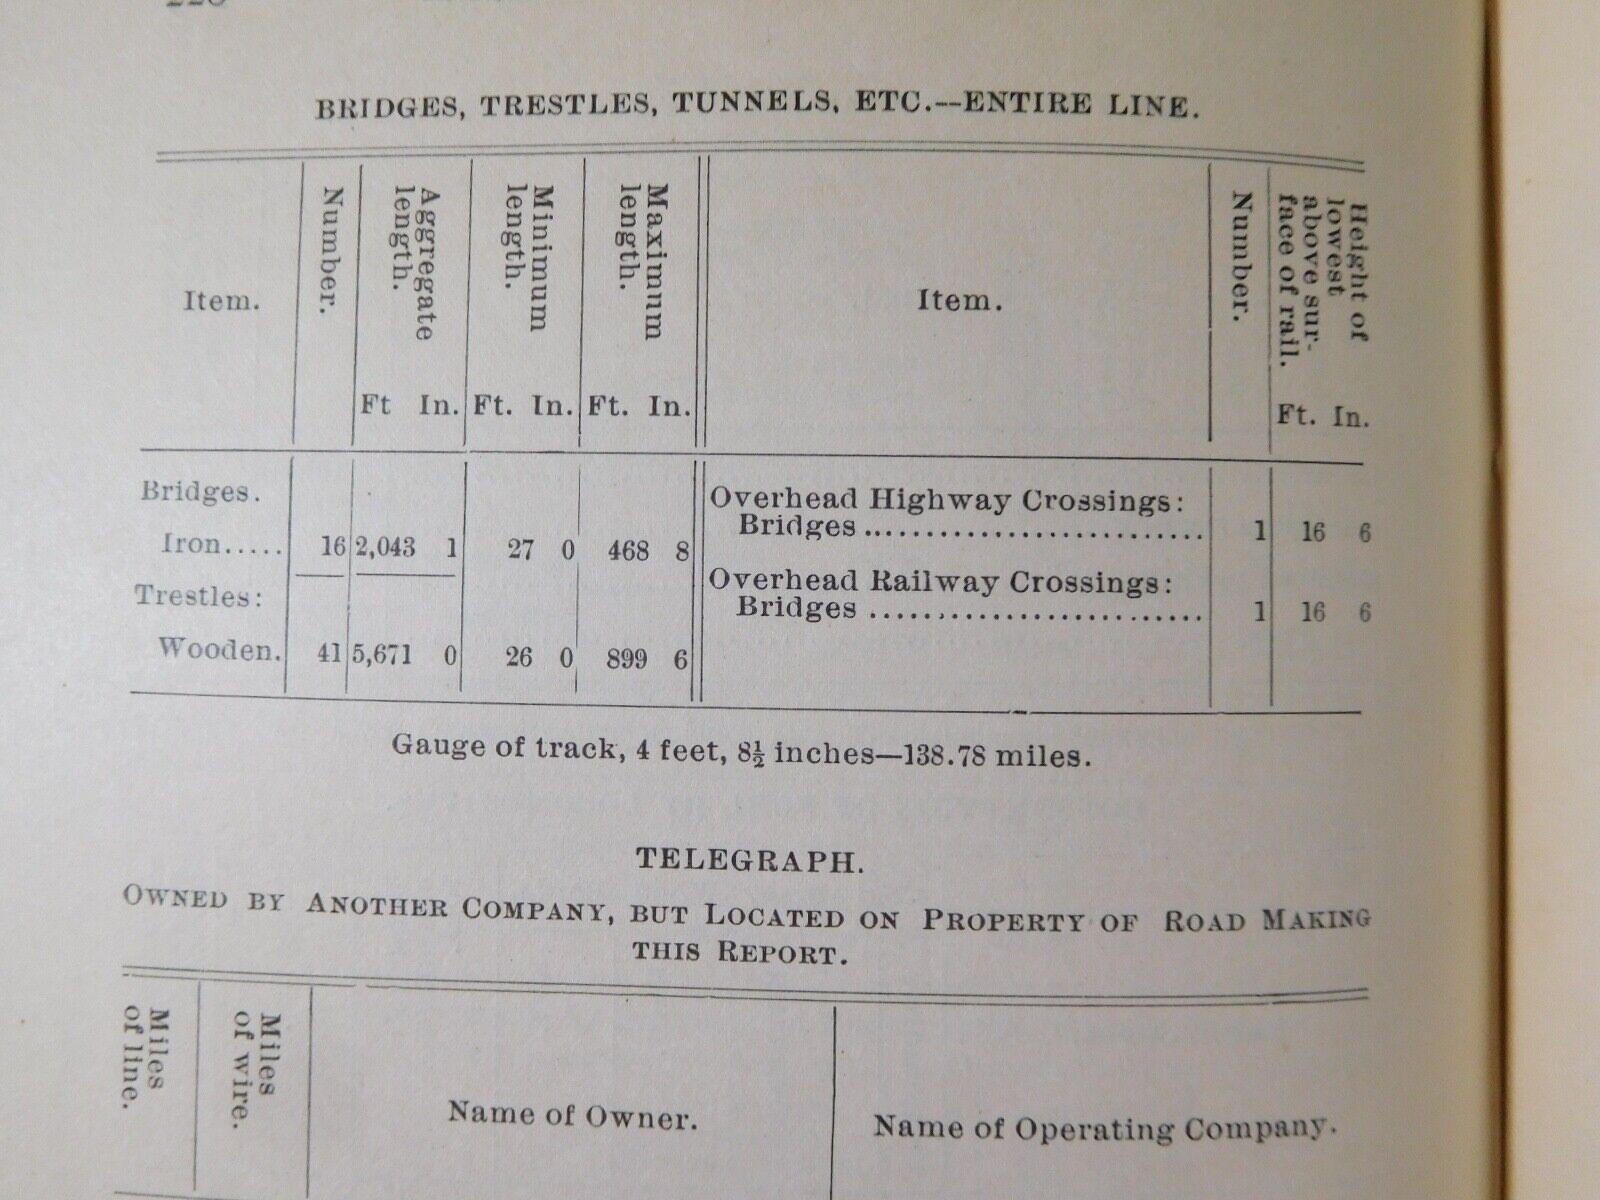 BRIDGES, TRESTLES, TUNNELS, ETC.--ENTIRE LINE.
Item.
Number.
Aggregate length.
Minimum length.
Maximum length.
Item.
Number.
Height of lowest above surface of rail.
Ft In. Ft. In. Ft. In. Ft. In.
Bridges.
Iron..... 16 2,043 1 27 0 468 8
Trestles:
Wooden. 41 5,671 0 26 0 899 6
Overhead Highway Crossings:
Bridges ............................ 1 16 6
Overhead Railway Crossings:
Bridges ............................ 1 16 6
Gauge of track, 4 feet, 8½ inches—138.78 miles.
TELEGRAPH.
OWNED BY ANOTHER COMPANY, BUT LOCATED ON PROPERTY OF ROAD MAKING
THIS REPORT.
Miles of line.
Miles of wire.
Name of Owner.
Name of Operating Company.